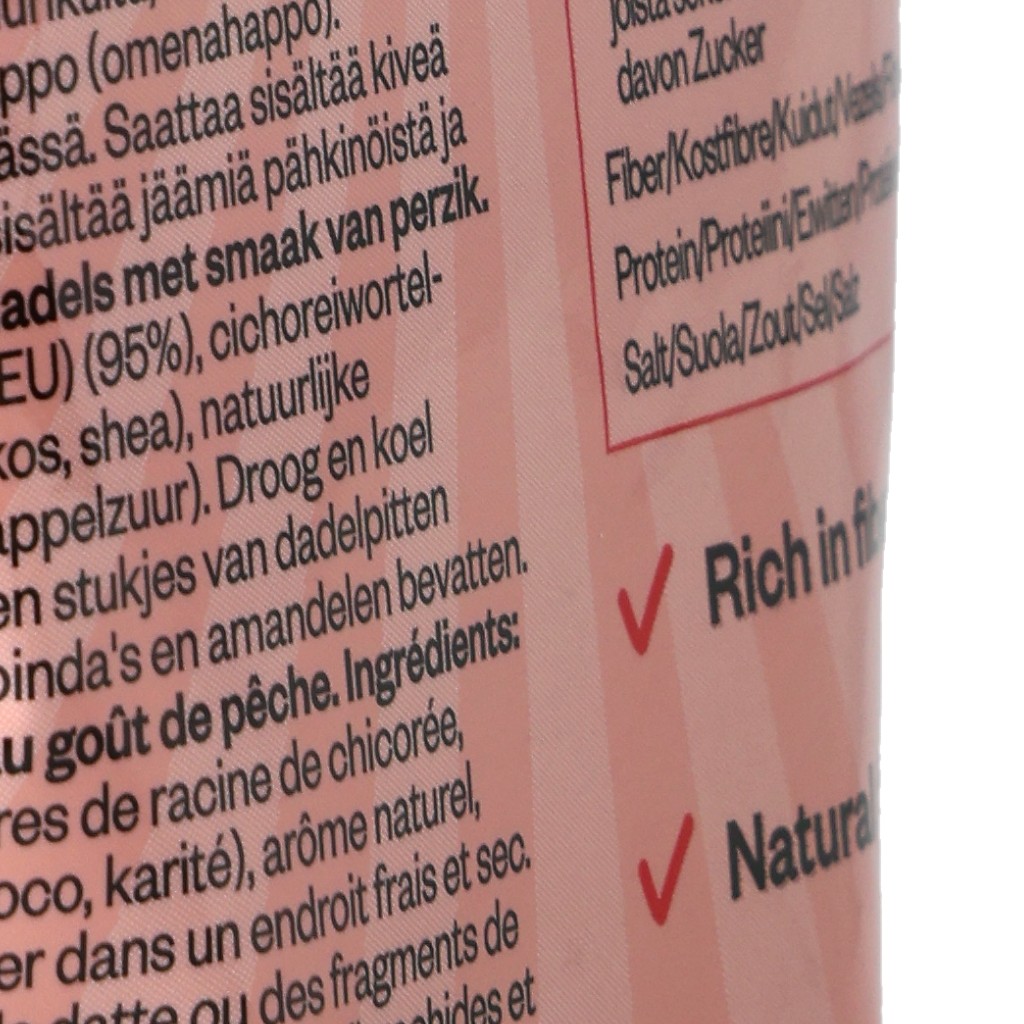 ppo (omenahappo).
ässä. Saattaa sisältää kiveä
sisältää jäämiä pähkinöistä ja
adels met smaak van perzik.
EU) (95%), cichoreiwortel-
kos, shea), natuurlijke
appelzuur). Droog en koel
en stukjes van dadelpitten
pinda's en amandelen bevatten.
au goût de pêche. Ingrédients:
res de racine de chicorée,
oco, karité), arôme naturel,
er dans un endroit frais et sec.
datte ou des fragments de
et
davon Zucker
Fiber/Kostfibre/Kuidut/Vezels/
Protein/Proteiini/Eiwitten/
Salt/Suola/Zout/Sel/Salz
Rich in
Natural